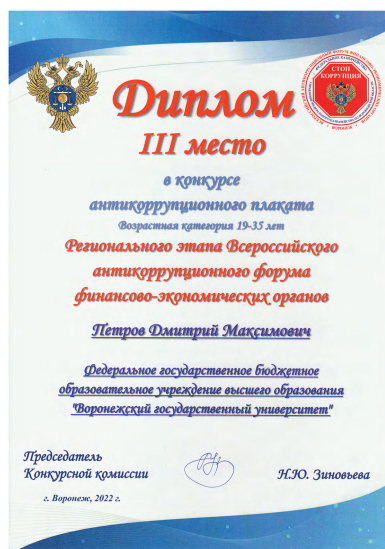 СТОП
КОРРУПЦИЯ
Диплом
III место
в конкурсе
антикоррупционного плаката
Возрастная категория 19-35 лет
Регионального этапа Всероссийского
антикоррупционного форума
финансово-экономических органов
Петров Дмитрий Максимович
Федеральное государственное бюджетное
образовательное учреждение высшего образования
"Воронежский государственный университет"
Председатель
Конкурсной комиссии
Н.Ю. Зиновьева
г. Воронеж, 2022 г.